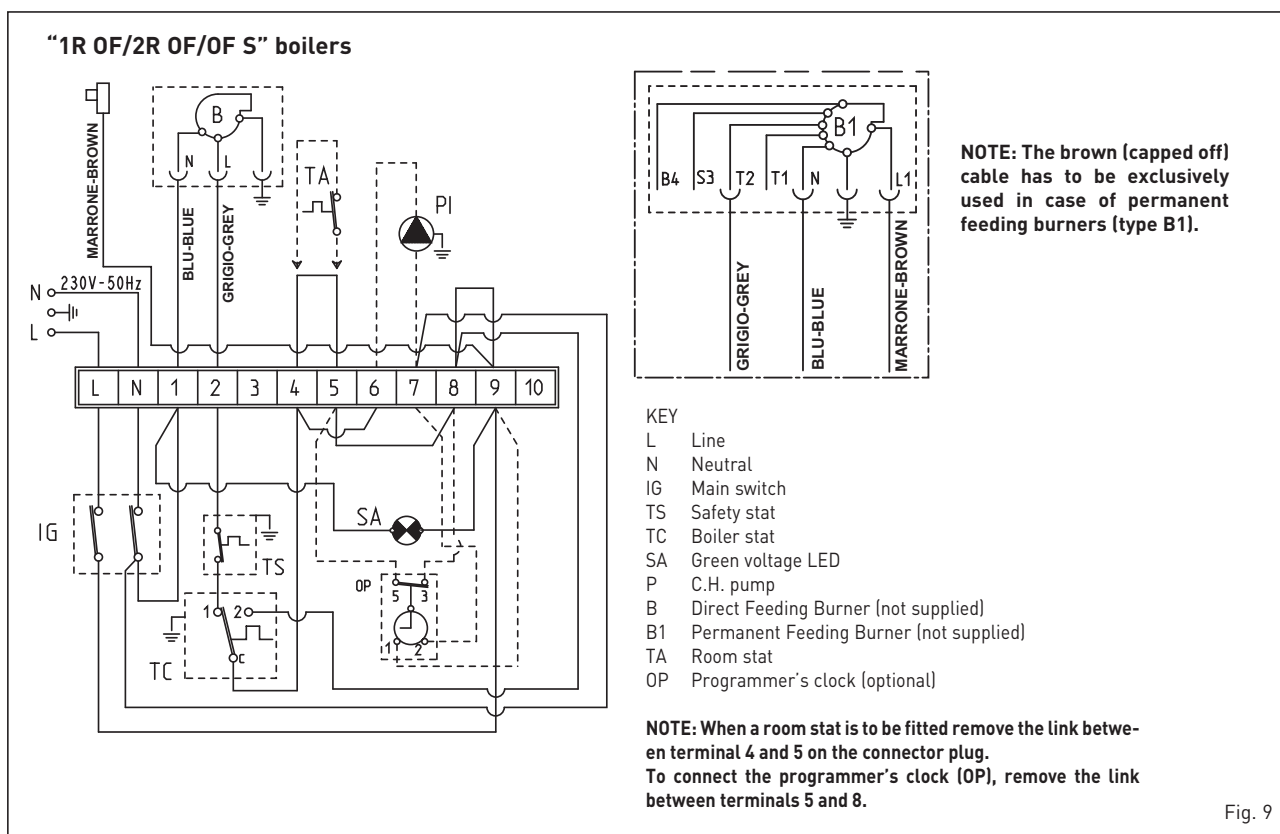 “1R OF/2R OF/OF S” boilers
MARRONE-BROWN
B
N L
BLU-BLUE
GRIGIO-GREY
TA
PI
N 230V-50Hz
L
L N 1 2 3 4 5 6 7 8 9 10
IG
TS
1 2
C
TC
SA
OP
5 3
1 2
B1
B4 S3 T2 T1 N L1
GRIGIO-GREY
BLU-BLUE
MARRONE-BROWN
NOTE: The brown (capped off)
cable has to be exclusively
used in case of permanent
feeding burners (type B1).
KEY
L Line
N Neutral
IG Main switch
TS Safety stat
TC Boiler stat
SA Green voltage LED
P C.H. pump
B Direct Feeding Burner (not supplied)
B1 Permanent Feeding Burner (not supplied)
TA Room stat
OP Programmer’s clock (optional)
NOTE: When a room stat is to be fitted remove the link betwe-
en terminal 4 and 5 on the connector plug.
To connect the programmer’s clock (OP), remove the link
between terminals 5 and 8.
Fig. 9